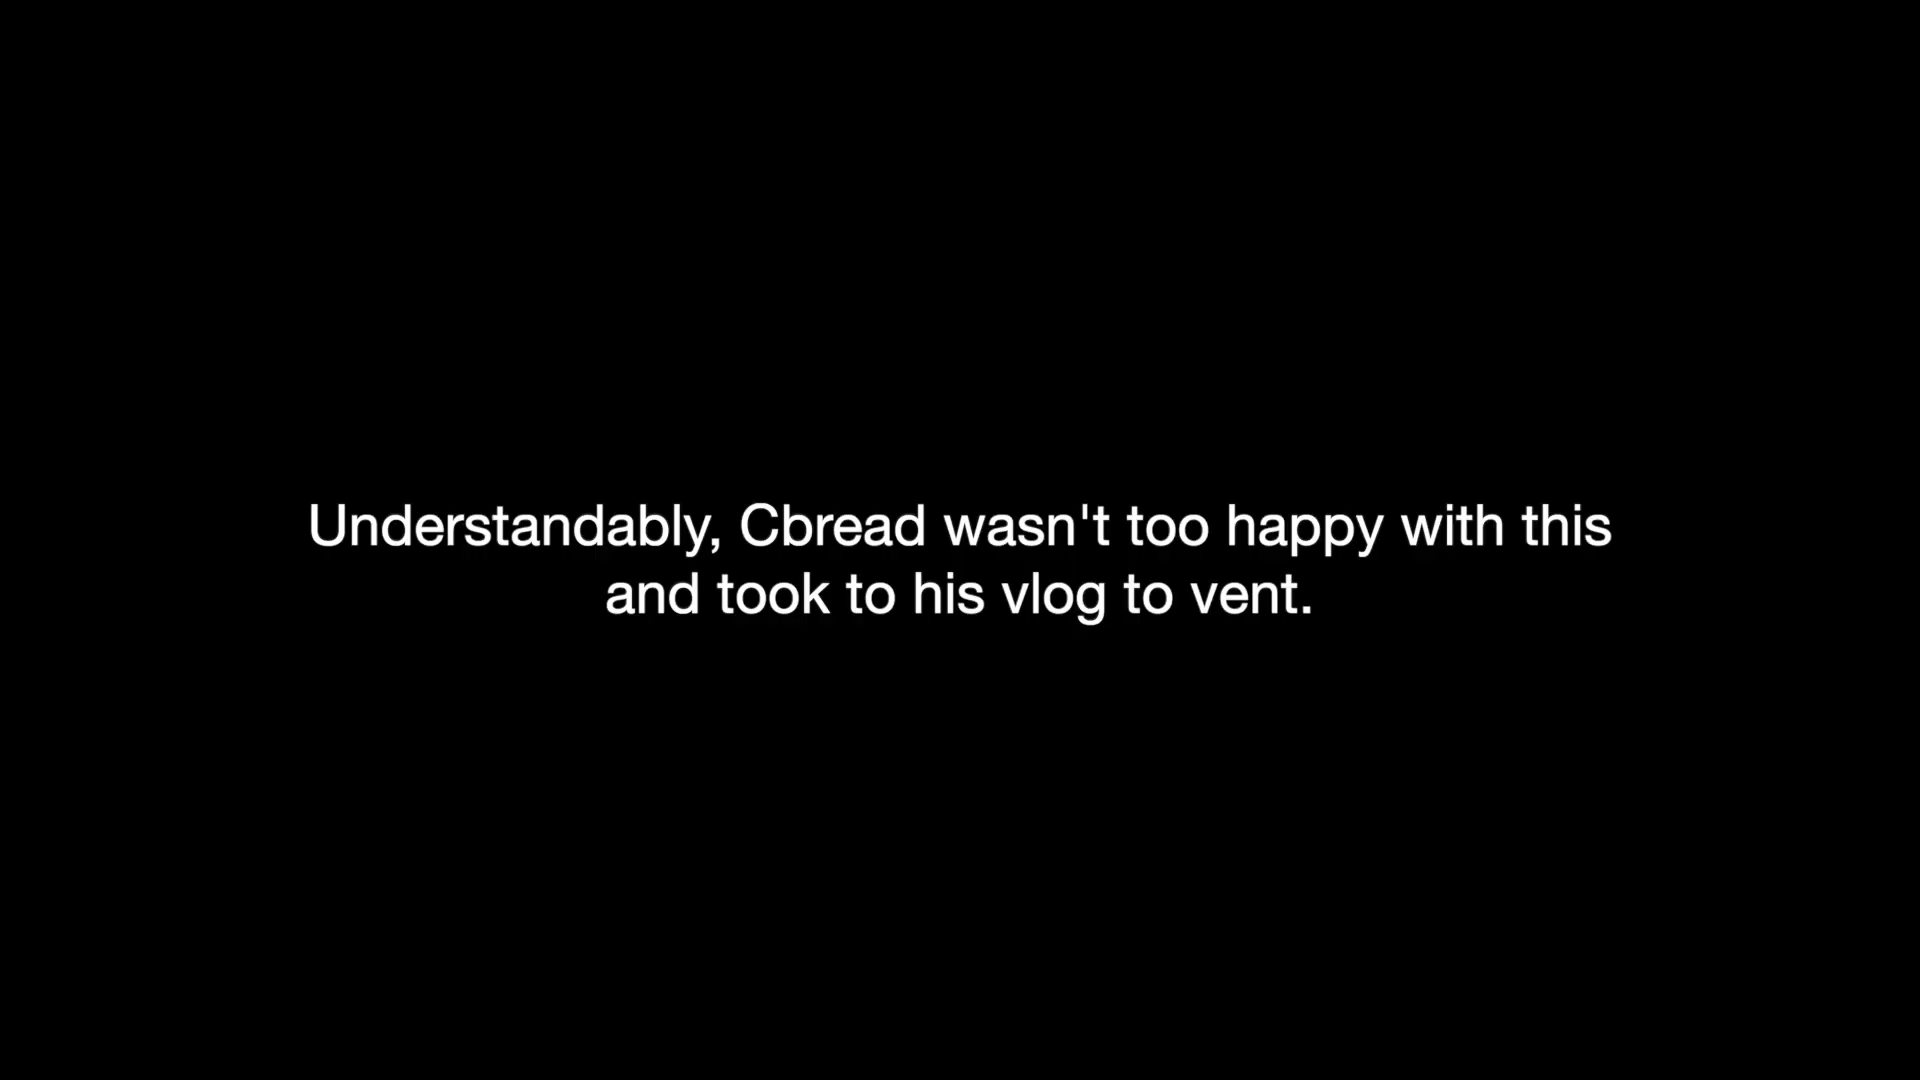 Understandably, Cbread wasn't too happy with this
and took to his vlog to vent.